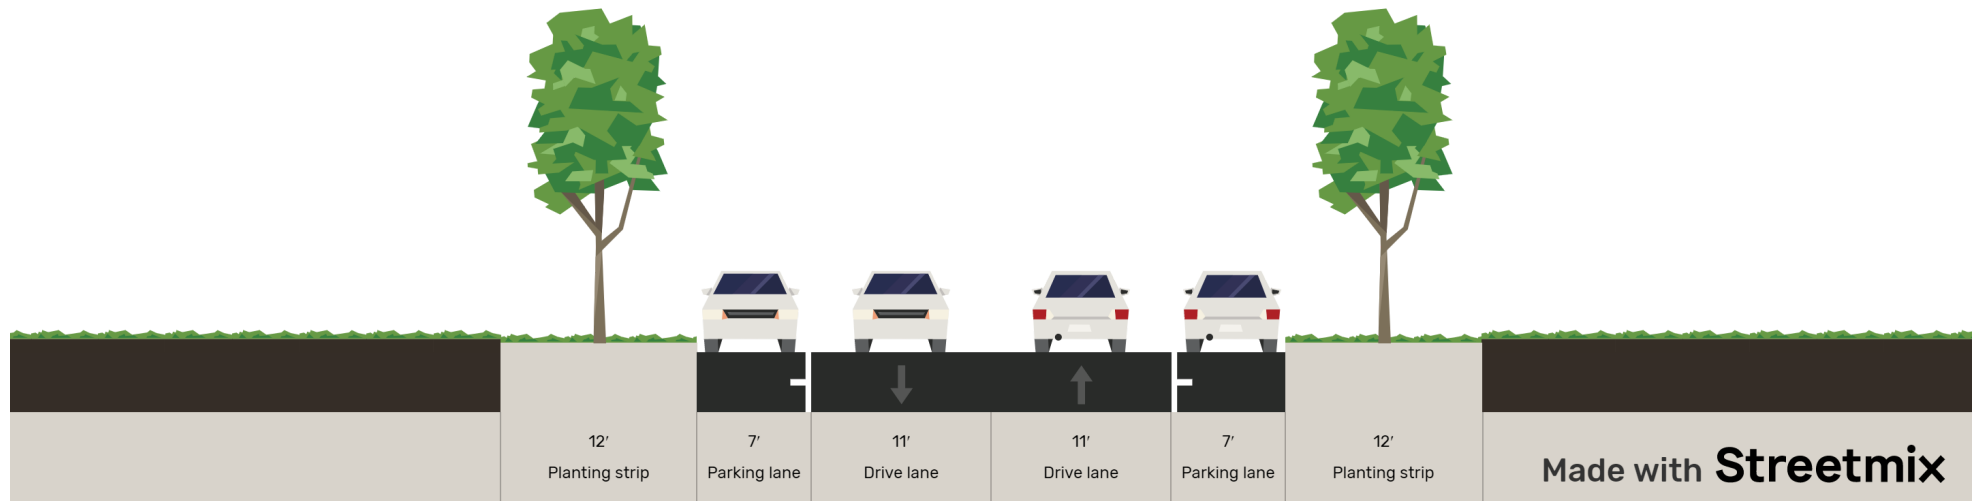 12′
Planting strip
7′
Parking lane
11′
Drive lane
11′
Drive lane
7′
Parking lane
12′
Planting strip
Made with Streetmix